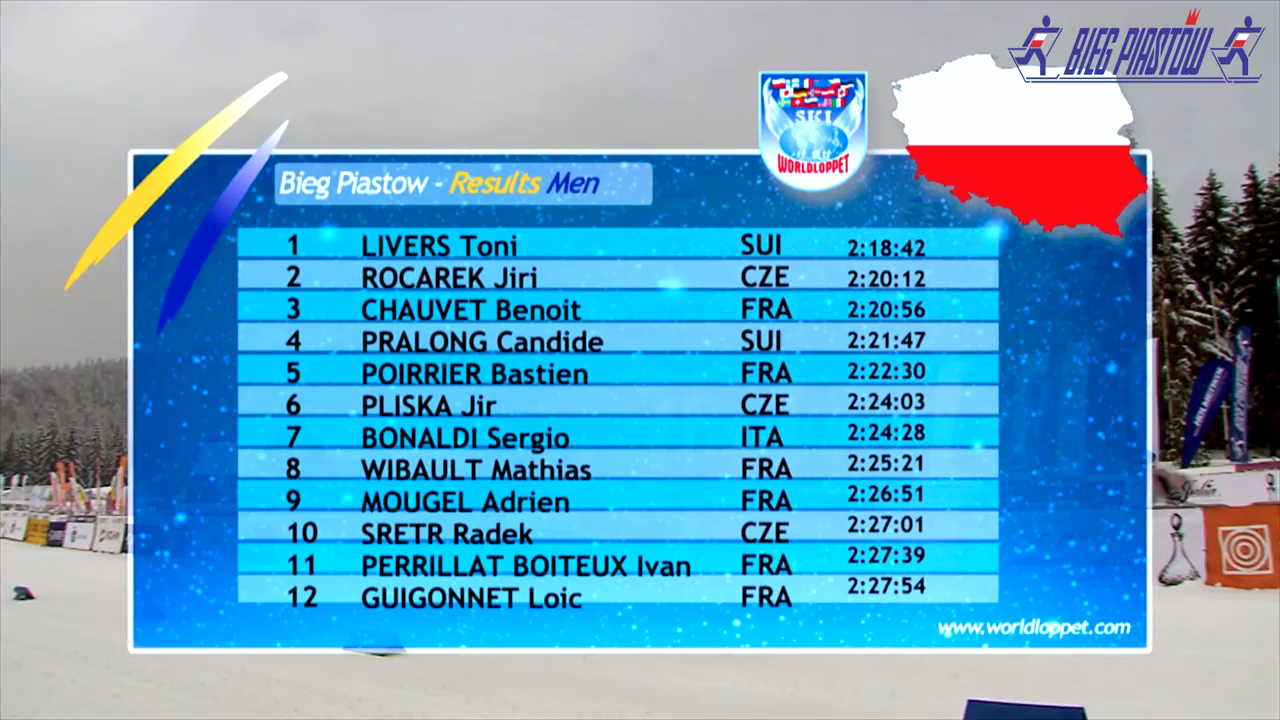 BIEG PIASTÓW
SKI
WORLDLOPPET
Bieg Piastow - Results Men
1 LIVERS Toni SUI 2:18:42
2 ROCAREK Jiri CZE 2:20:12
3 CHAUVET Benoit FRA 2:20:56
4 PRALONG Candide SUI 2:21:47
5 POIRRIER Bastien FRA 2:22:30
6 PLISKA Jir CZE 2:24:03
7 BONALDI Sergio ITA 2:24:28
8 WIBAULT Mathias FRA 2:25:21
9 MOUGEL Adrien FRA 2:26:51
10 SRETR Radek CZE 2:27:01
11 PERRILLAT BOITEUX Ivan FRA 2:27:39
12 GUIGONNET Loic FRA 2:27:54
www.worldloppet.com